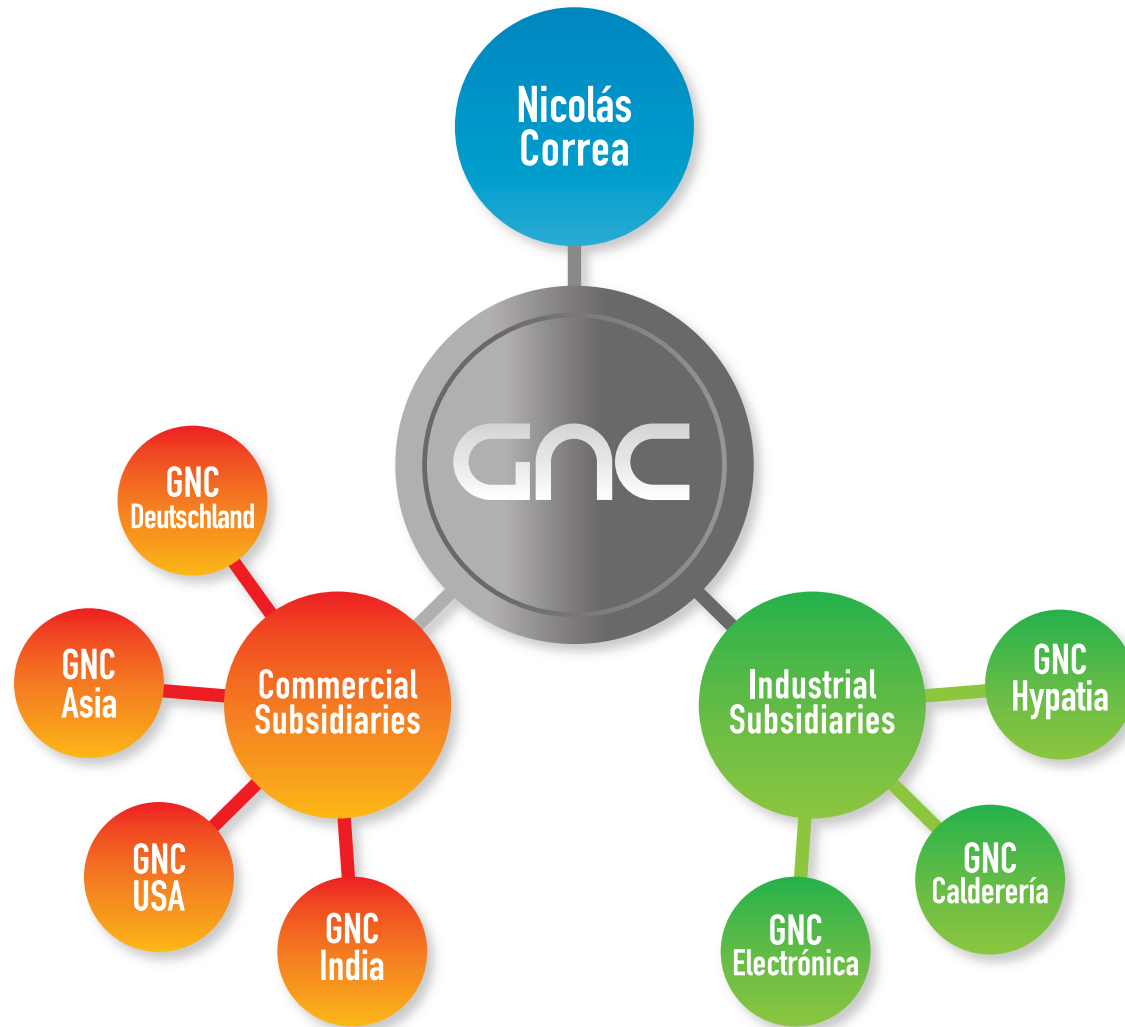 Nicolás
Correa
GNC
GNC
Deutschland
GNC
Asia
Commercial
Subsidiaries
GNC
USA
GNC
India
Industrial
Subsidiaries
GNC
Hypatia
GNC
Calderería
GNC
Electrónica